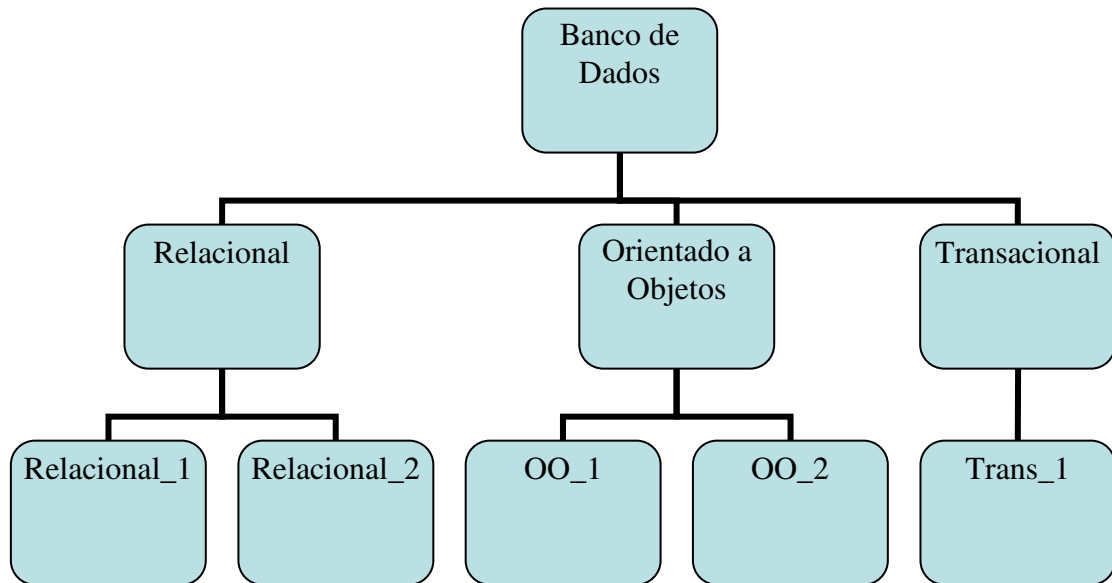 Banco de
Dados
Relacional
Orientado a
Objetos
Transacional
Relacional_1
Relacional_2
OO_1
OO_2
Trans_1